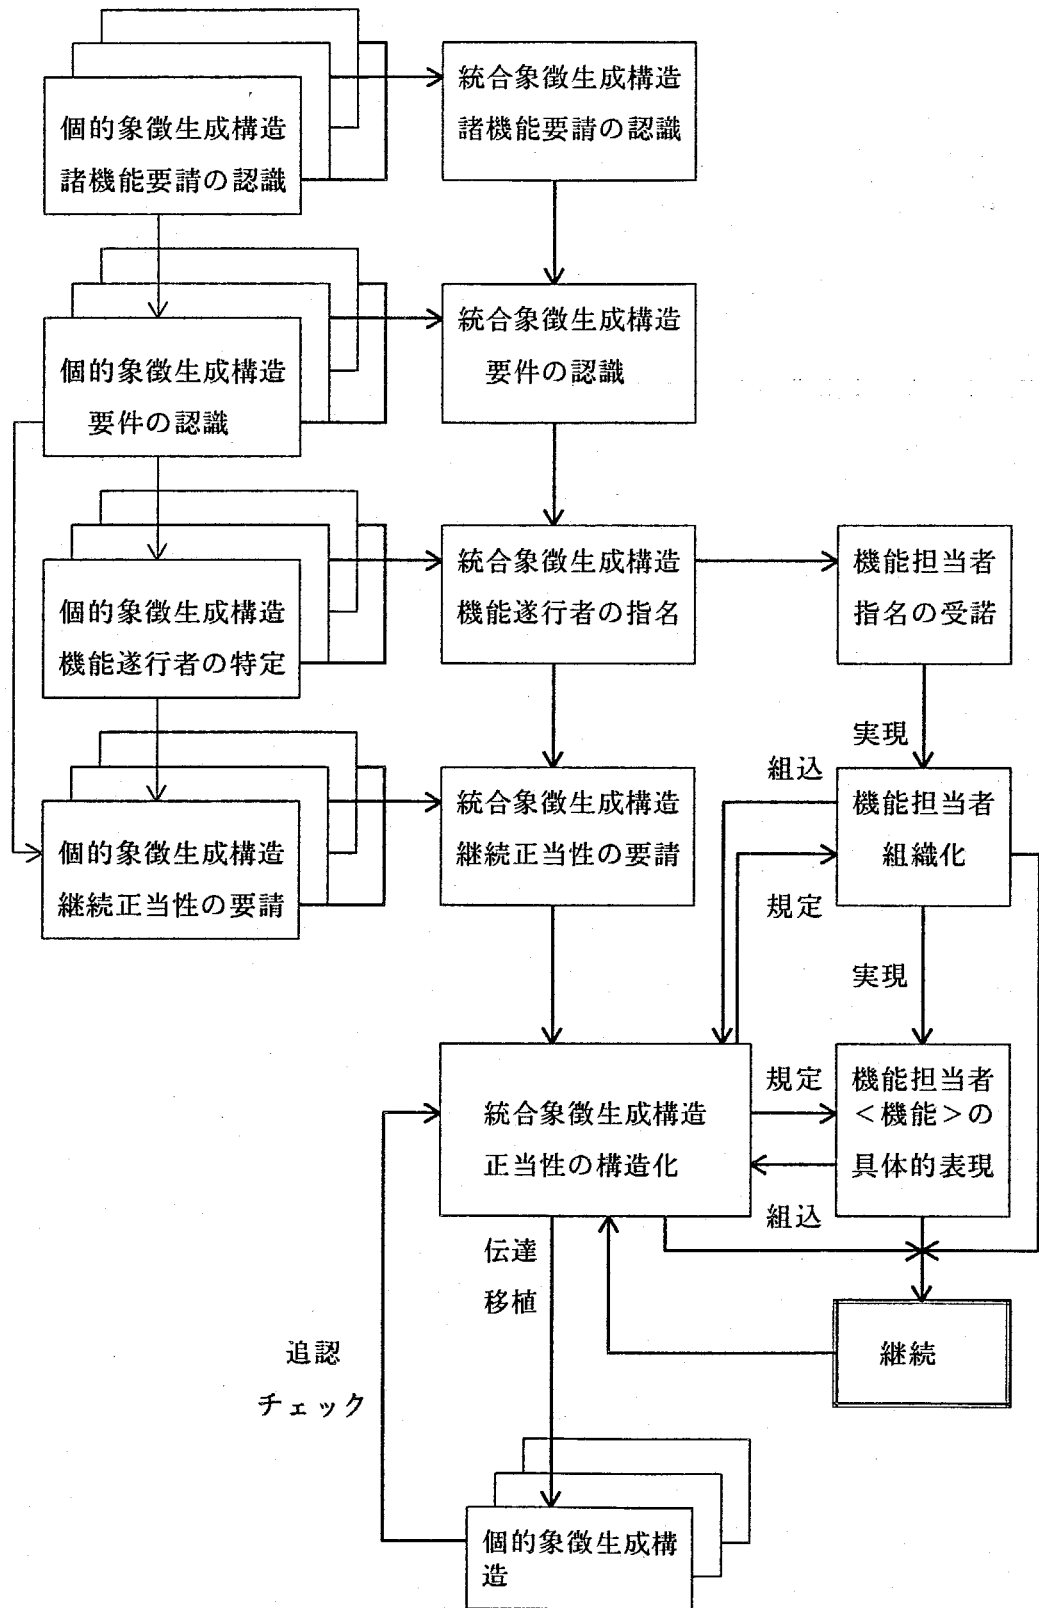 個的象徴生成構造
諸機能要請の認識
統合象徴生成構造
諸機能要請の認識
個的象徴生成構造
要件の認識
統合象徴生成構造
要件の認識
個的象徴生成構造
機能遂行者の特定
統合象徴生成構造
機能遂行者の指名
機能担当者
指名の受諾
実現
個的象徴生成構造
継続正当性の要請
統合象徴生成構造
継続正当性の要請
組込
機能担当者
組織化
規定
実現
統合象徴生成構造
正当性の構造化
規定
機能担当者
<機能>の
具体的表現
組込
伝達
移植
継続
追認
チェック
個的象徴生成構
造